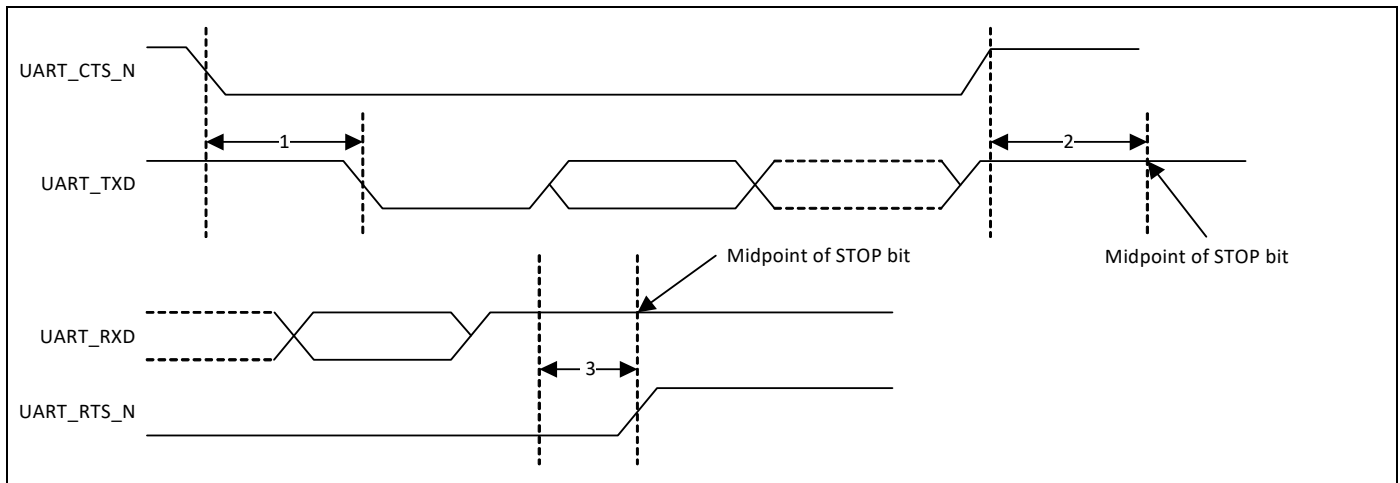 UART_CTS_N
1
2
UART_TXD
Midpoint of STOP bit
Midpoint of STOP bit
UART_RXD
3
UART_RTS_N